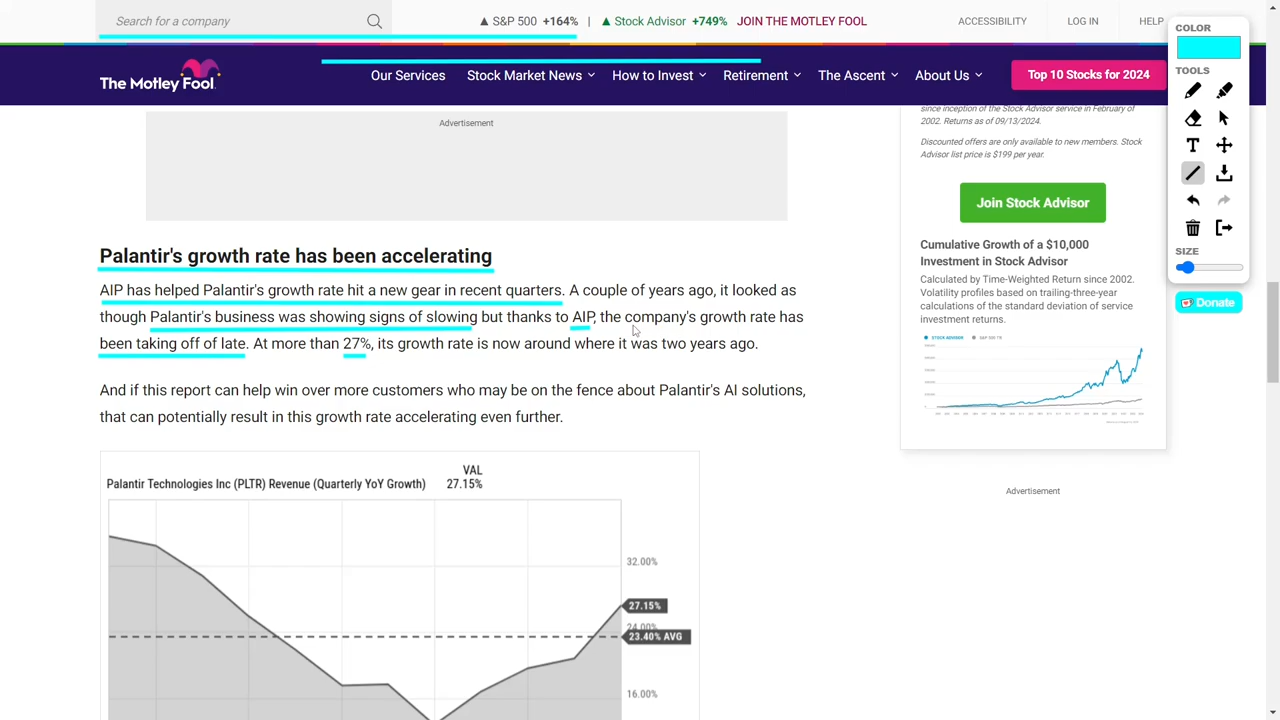 Search for a company
▲ S&P 500 +164% | ▲ Stock Advisor +749% JOIN THE MOTLEY FOOL
ACCESSIBILITY LOG IN HELP
The Motley Fool
Our Services Stock Market News How to Invest Retirement The Ascent About Us
Top 10 Stocks for 2024
Advertisement
Palantir's growth rate has been accelerating
AIP has helped Palantir's growth rate hit a new gear in recent quarters. A couple of years ago, it looked as
though Palantir's business was showing signs of slowing but thanks to AIP, the company's growth rate has
been taking off of late. At more than 27%, its growth rate is now around where it was two years ago.
And if this report can help win over more customers who may be on the fence about Palantir's AI solutions,
that can potentially result in this growth rate accelerating even further.
VAL
Palantir Technologies Inc (PLTR) Revenue (Quarterly YoY Growth) 27.15%
32.00%
27.15%
24.00%
23.40% AVG
16.00%
since inception of the Stock Advisor service in February of
2002. Returns as of 09/13/2024.
Discounted offers are only available to new members. Stock
Advisor list price is $199 per year.
Join Stock Advisor
Cumulative Growth of a $10,000
Investment in Stock Advisor
Calculated by Time-Weighted Return since 2002.
Volatility profiles based on trailing-three-year
calculations of the standard deviation of service
investment returns.
STOCK ADVISOR S&P 500
Advertisement
COLOR
TOOLS
T
SIZE
Donate